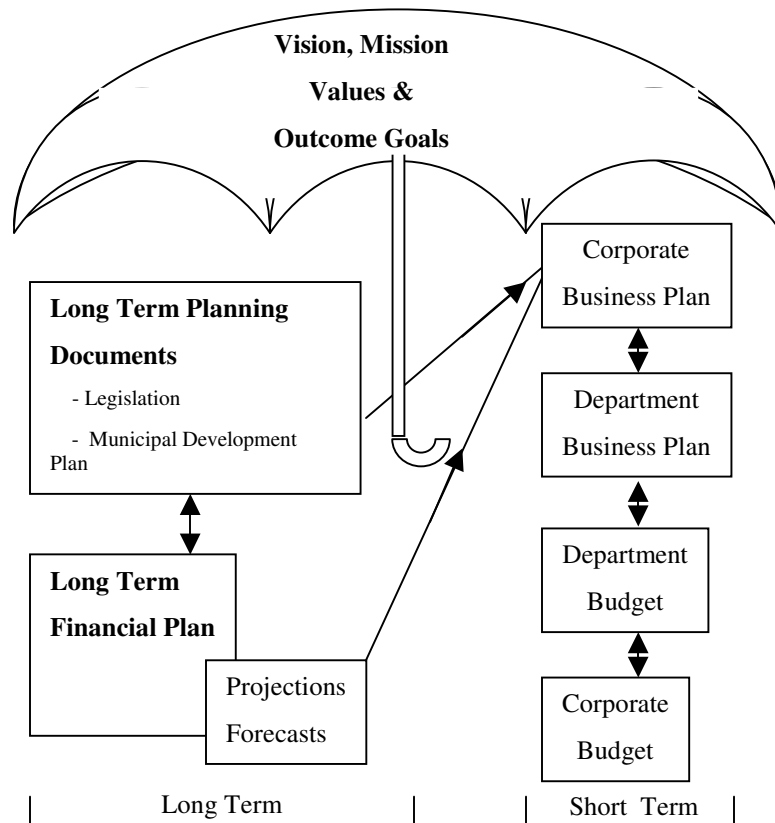 Vision, Mission
Values &
Outcome Goals
Long Term Planning
Documents
- Legislation
- Municipal Development
Plan
Long Term
Financial Plan
Projections
Forecasts
Corporate
Business Plan
Department
Business Plan
Department
Budget
Corporate
Budget
Long Term
Short Term